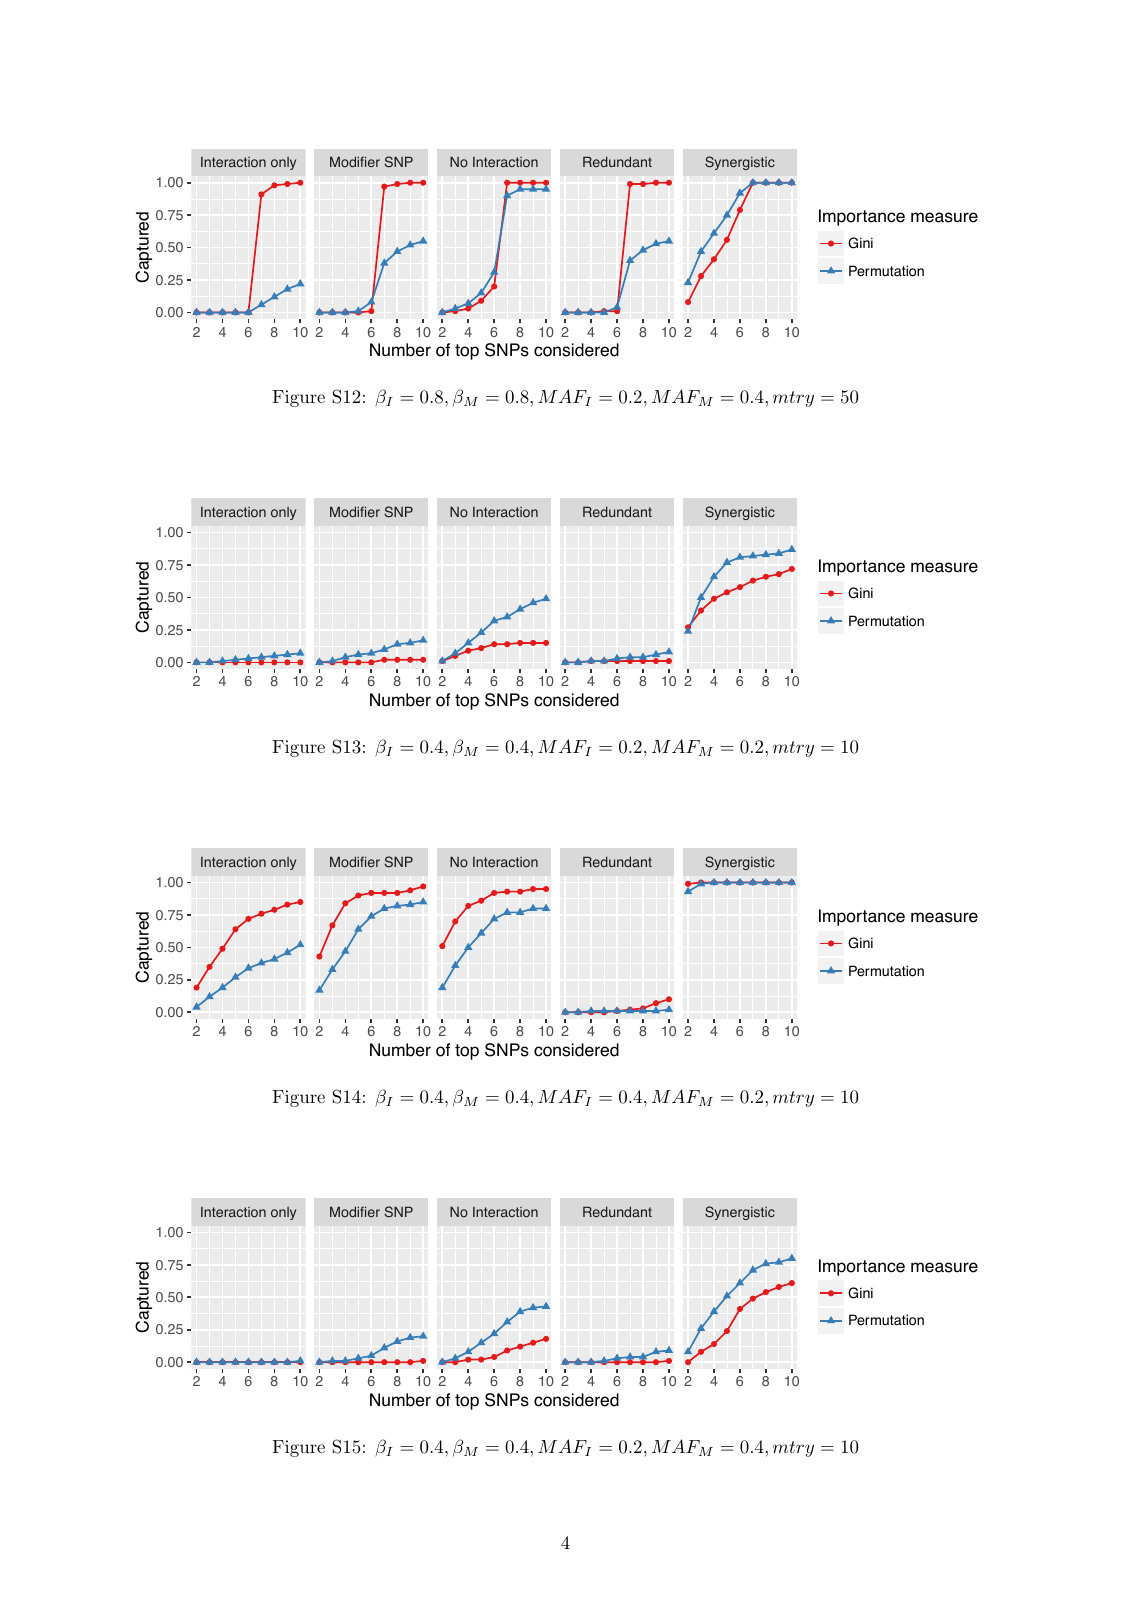 Interaction only Modifier SNP No Interaction Redundant Synergistic
1.00
0.75
0.50
0.25
0.00
Captured
2 4 6 8 10 2 4 6 8 10 2 4 6 8 10 2 4 6 8 10 2 4 6 8 10
Number of top SNPs considered
Importance measure
Gini
Permutation
Figure S12: β_I = 0.8, β_M = 0.8, MAF_I = 0.2, MAF_M = 0.4, mtry = 50
Interaction only Modifier SNP No Interaction Redundant Synergistic
1.00
0.75
0.50
0.25
0.00
Captured
2 4 6 8 10 2 4 6 8 10 2 4 6 8 10 2 4 6 8 10 2 4 6 8 10
Number of top SNPs considered
Importance measure
Gini
Permutation
Figure S13: β_I = 0.4, β_M = 0.4, MAF_I = 0.2, MAF_M = 0.2, mtry = 10
Interaction only Modifier SNP No Interaction Redundant Synergistic
1.00
0.75
0.50
0.25
0.00
Captured
2 4 6 8 10 2 4 6 8 10 2 4 6 8 10 2 4 6 8 10 2 4 6 8 10
Number of top SNPs considered
Importance measure
Gini
Permutation
Figure S14: β_I = 0.4, β_M = 0.4, MAF_I = 0.4, MAF_M = 0.2, mtry = 10
Interaction only Modifier SNP No Interaction Redundant Synergistic
1.00
0.75
0.50
0.25
0.00
Captured
2 4 6 8 10 2 4 6 8 10 2 4 6 8 10 2 4 6 8 10 2 4 6 8 10
Number of top SNPs considered
Importance measure
Gini
Permutation
Figure S15: β_I = 0.4, β_M = 0.4, MAF_I = 0.2, MAF_M = 0.4, mtry = 10
4